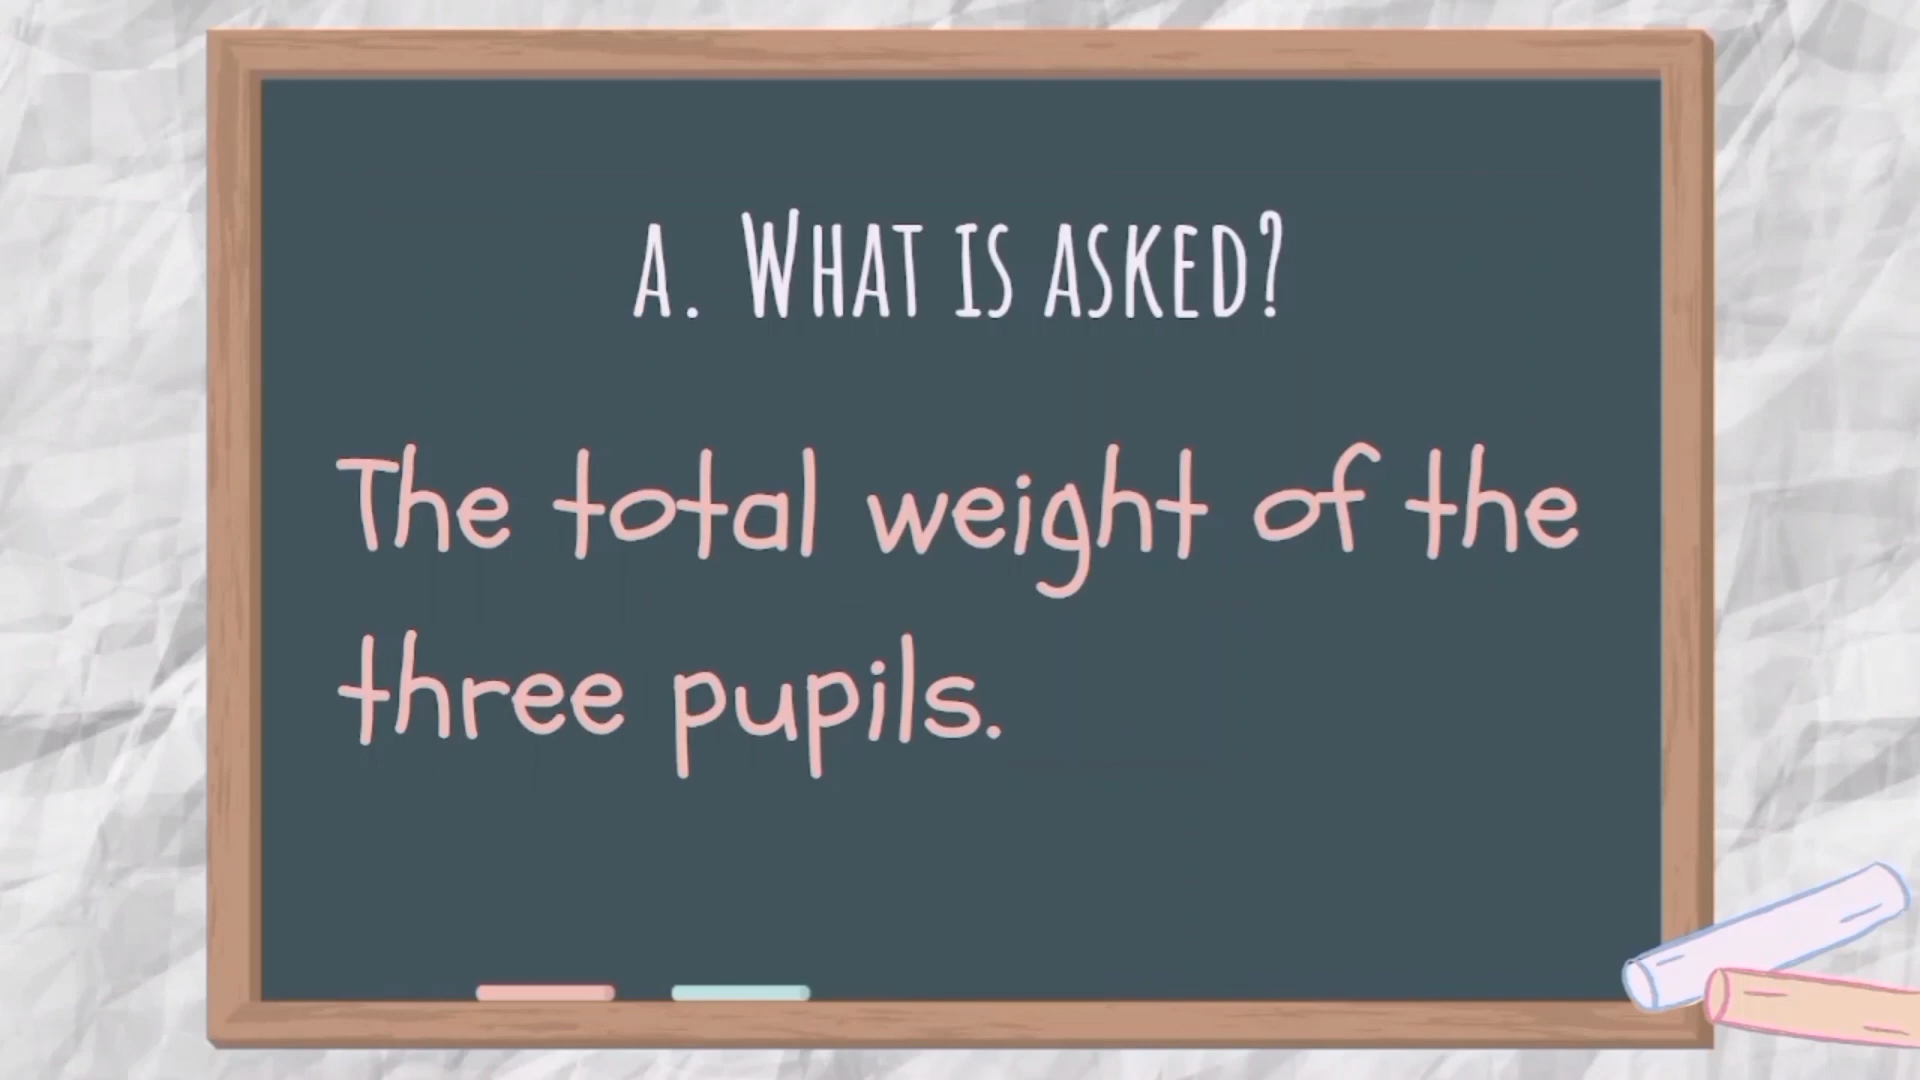 A. WHAT IS ASKED?
The total weight of the
three pupils.